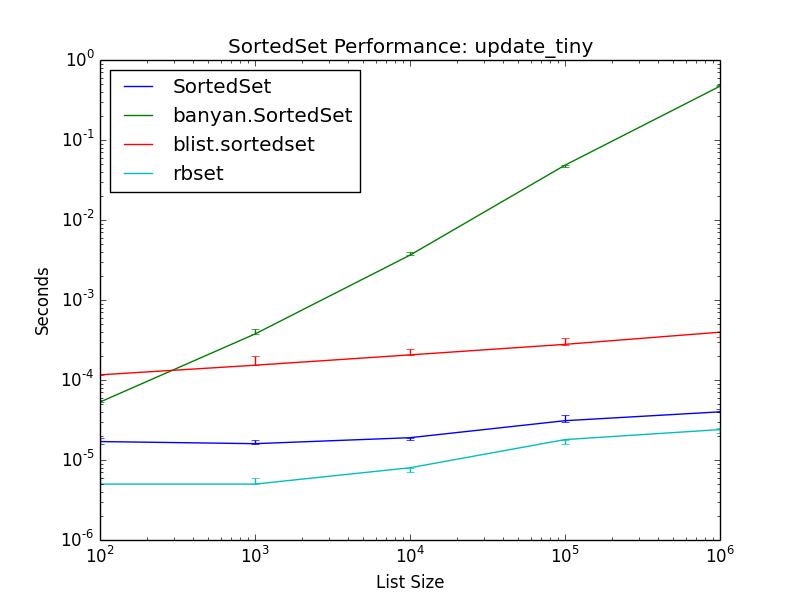 SortedSet Performance: update_tiny
SortedSet
banyan.SortedSet
blist.sortedset
rbset
10^0
10^-1
10^-2
10^-3
10^-4
10^-5
10^-6
Seconds
10^2 10^3 10^4 10^5 10^6
List Size